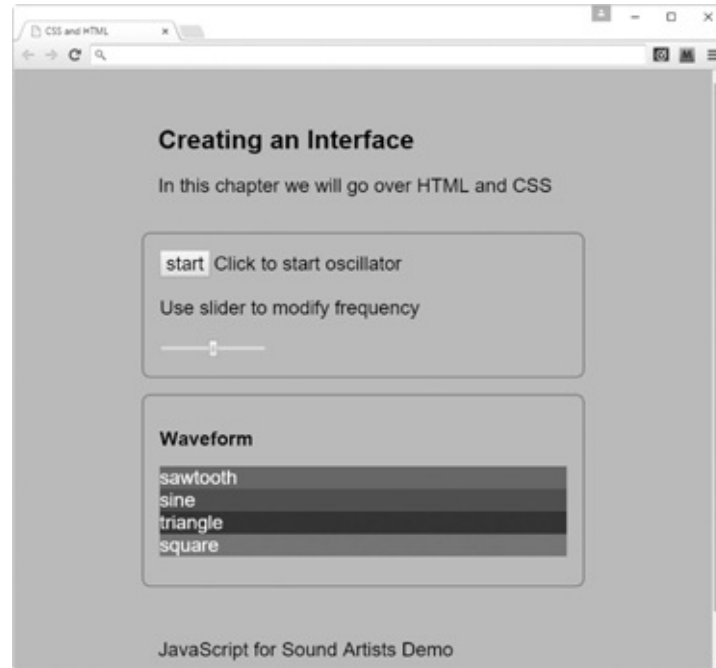 CSS and HTML
Creating an Interface
In this chapter we will go over HTML and CSS
start Click to start oscillator
Use slider to modify frequency
Waveform
sawtooth
sine
triangle
square
JavaScript for Sound Artists Demo